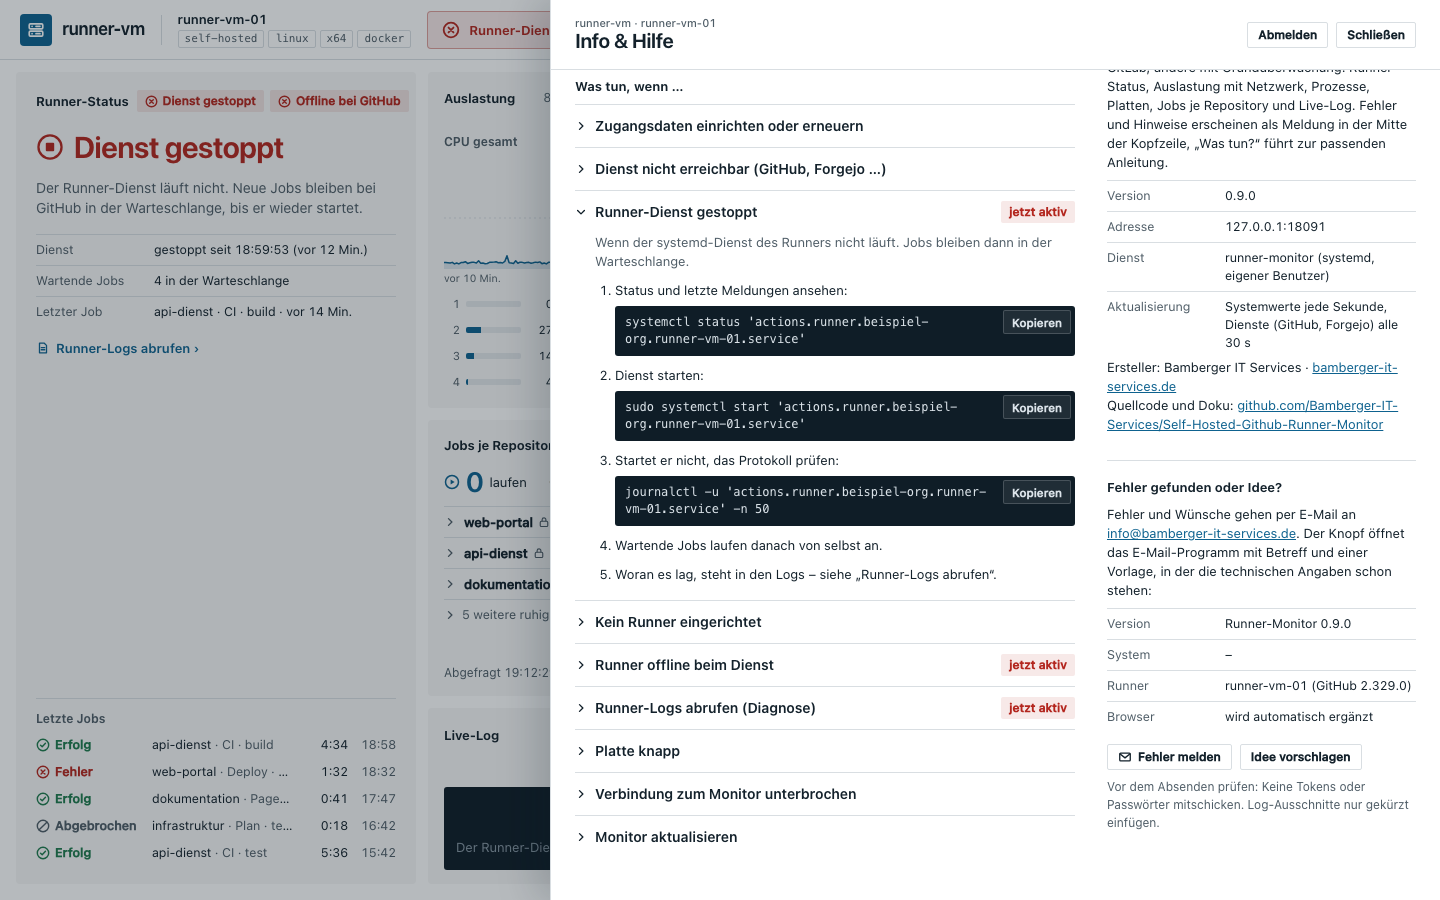 runner-vm
runner-vm-01
self-hosted linux x64 docker
Runner-Dien
Runner-Status Dienst gestoppt Offline bei GitHub
Dienst gestoppt
Der Runner-Dienst läuft nicht. Neue Jobs bleiben bei
GitHub in der Warteschlange, bis er wieder startet.
Dienst gestoppt seit 18:59:53 (vor 12 Min.)
Wartende Jobs 4 in der Warteschlange
Letzter Job api-dienst · CI · build · vor 14 Min.
Runner-Logs abrufen ›
Letzte Jobs
Erfolg api-dienst · CI · build 4:34 18:58
Fehler web-portal · Deploy · ... 1:32 18:32
Erfolg dokumentation · Page... 0:41 17:47
Abgebrochen infrastruktur · Plan · te... 0:18 16:42
Erfolg api-dienst · CI · test 5:36 15:42
Auslastung 8
CPU gesamt
vor 10 Min.
1
2 27
3 14
4 4
Jobs je Reposito
0 laufen
web-portal
api-dienst
dokumentatio
5 weitere ruhig
Abgefragt 19:12:2
Live-Log
Der Runner-Die
runner-vm · runner-vm-01
Info & Hilfe
Abmelden Schließen
Was tun, wenn ...
Zugangsdaten einrichten oder erneuern
Dienst nicht erreichbar (GitHub, Forgejo ...)
Runner-Dienst gestoppt jetzt aktiv
Wenn der systemd-Dienst des Runners nicht läuft. Jobs bleiben dann in der
Warteschlange.
1. Status und letzte Meldungen ansehen:
systemctl status 'actions.runner.beispiel-
org.runner-vm-01.service'
Kopieren
2. Dienst starten:
sudo systemctl start 'actions.runner.beispiel-
org.runner-vm-01.service'
Kopieren
3. Startet er nicht, das Protokoll prüfen:
journalctl -u 'actions.runner.beispiel-org.runner-
vm-01.service' -n 50
Kopieren
4. Wartende Jobs laufen danach von selbst an.
5. Woran es lag, steht in den Logs – siehe „Runner-Logs abrufen“.
Kein Runner eingerichtet
Runner offline beim Dienst jetzt aktiv
Runner-Logs abrufen (Diagnose) jetzt aktiv
Platte knapp
Verbindung zum Monitor unterbrochen
Monitor aktualisieren
GitLab, andere mit Grundüberwachung. Runner-
Status, Auslastung mit Netzwerk, Prozesse,
Platten, Jobs je Repository und Live-Log. Fehler
und Hinweise erscheinen als Meldung in der Mitte
der Kopfzeile, „Was tun?“ führt zur passenden
Anleitung.
Version 0.9.0
Adresse 127.0.0.1:18091
Dienst runner-monitor (systemd,
eigener Benutzer)
Aktualisierung Systemwerte jede Sekunde,
Dienste (GitHub, Forgejo) alle
30 s
Ersteller: Bamberger IT Services · bamberger-it-
services.de
Quellcode und Doku: github.com/Bamberger-IT-
Services/Self-Hosted-Github-Runner-Monitor
Fehler gefunden oder Idee?
Fehler und Wünsche gehen per E-Mail an
info@bamberger-it-services.de. Der Knopf öffnet
das E-Mail-Programm mit Betreff und einer
Vorlage, in der die technischen Angaben schon
stehen:
Version Runner-Monitor 0.9.0
System –
Runner runner-vm-01 (GitHub 2.329.0)
Browser wird automatisch ergänzt
Fehler melden Idee vorschlagen
Vor dem Absenden prüfen: Keine Tokens oder
Passwörter mitschicken. Log-Ausschnitte nur gekürzt
einfügen.